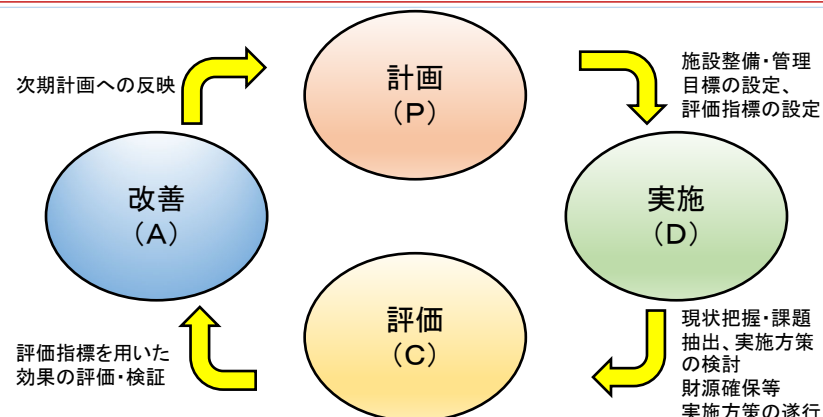 計画
(P)
次期計画への反映
施設整備・管理
目標の設定、
評価指標の設定
改善
(A)
実施
(D)
評価
(C)
評価指標を用いた
効果の評価・検証
現状把握・課題
抽出、実施方策
の検討
財源確保等
実施方策の遂行